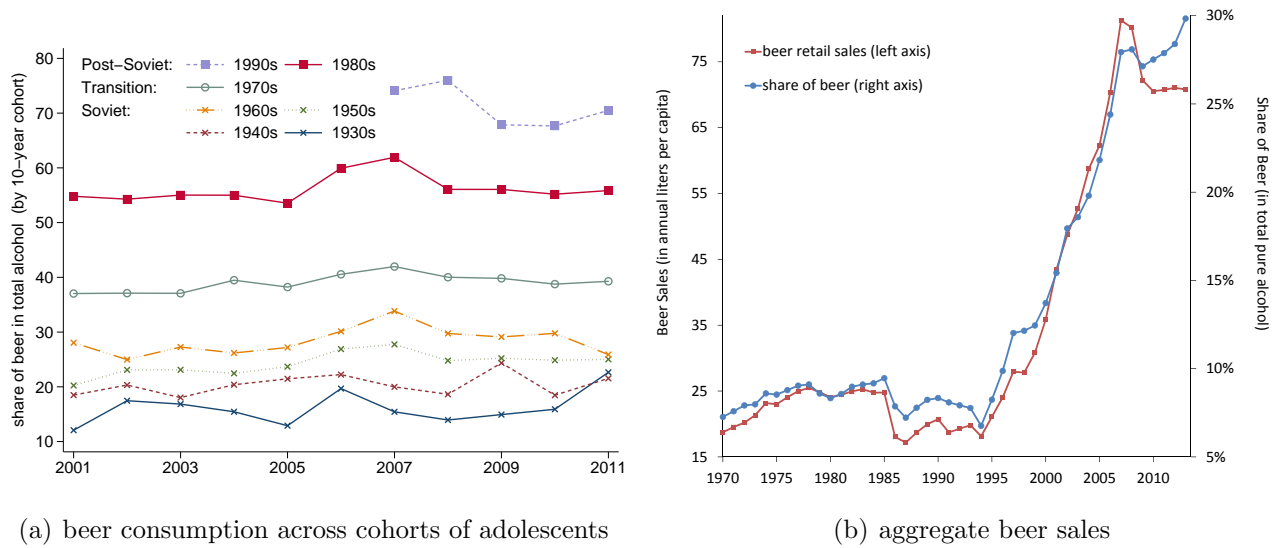 share of beer in total alcohol (by 10−year cohort)
80
70
60
50
40
30
20
10
Post−Soviet: 1990s 1980s
Transition: 1970s
Soviet: 1960s 1950s
1940s 1930s
2001 2003 2005 2007 2009 2011
(a) beer consumption across cohorts of adolescents
Beer Sales (in annual liters per capita)
75
65
55
45
35
25
15
beer retail sales (left axis)
share of beer (right axis)
30%
25%
20%
15%
10%
5%
Share of Beer (in total pure alcohol)
1970 1975 1980 1985 1990 1995 2000 2005 2010
(b) aggregate beer sales